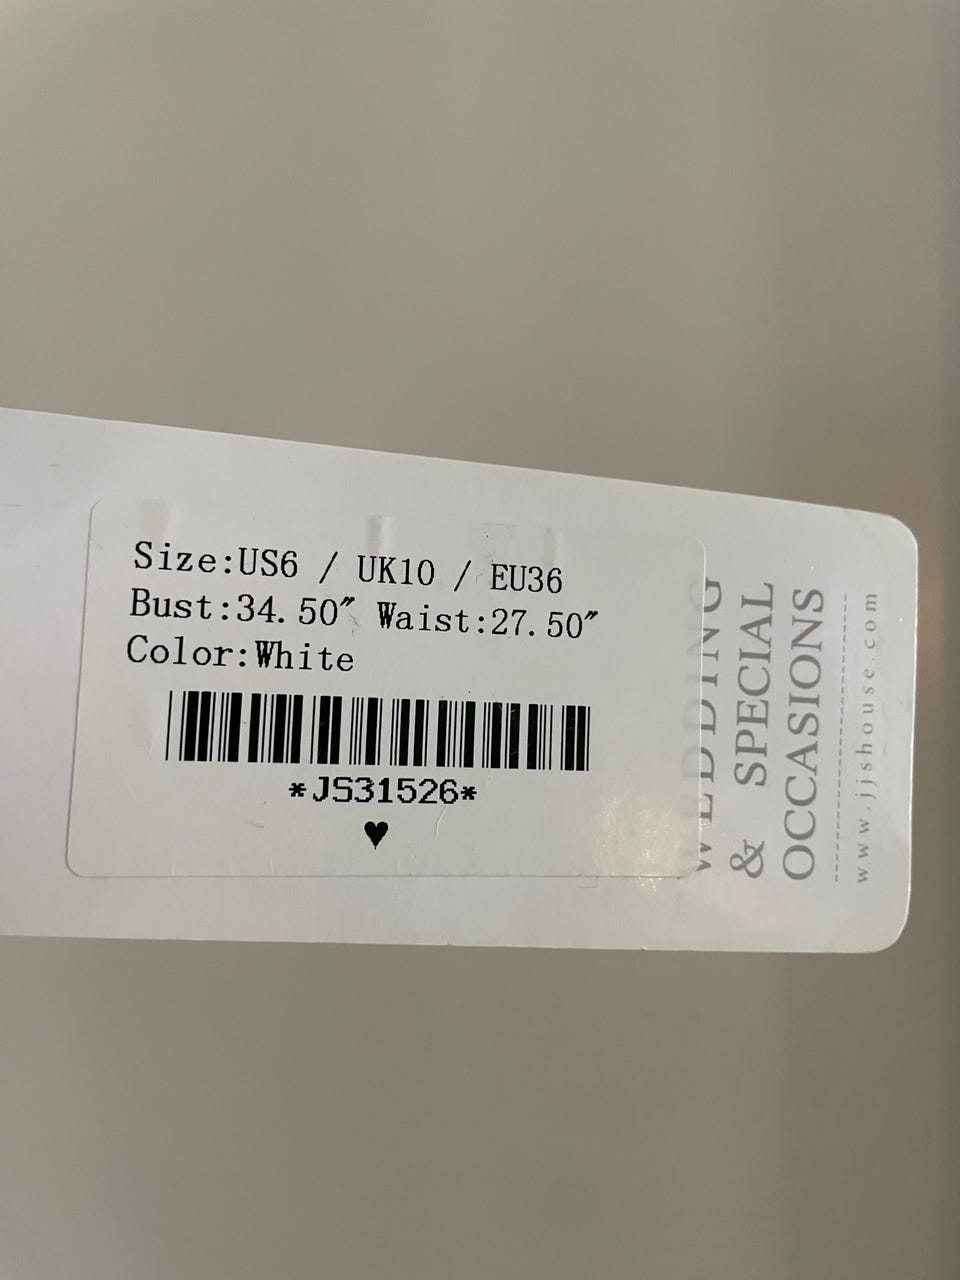 Size:US6 / UK10 / EU36
Bust:34.50″ Waist:27.50″
Color:White
*JS31526*
WEDDING
& SPECIAL
OCCASIONS
www.jjshouse.com